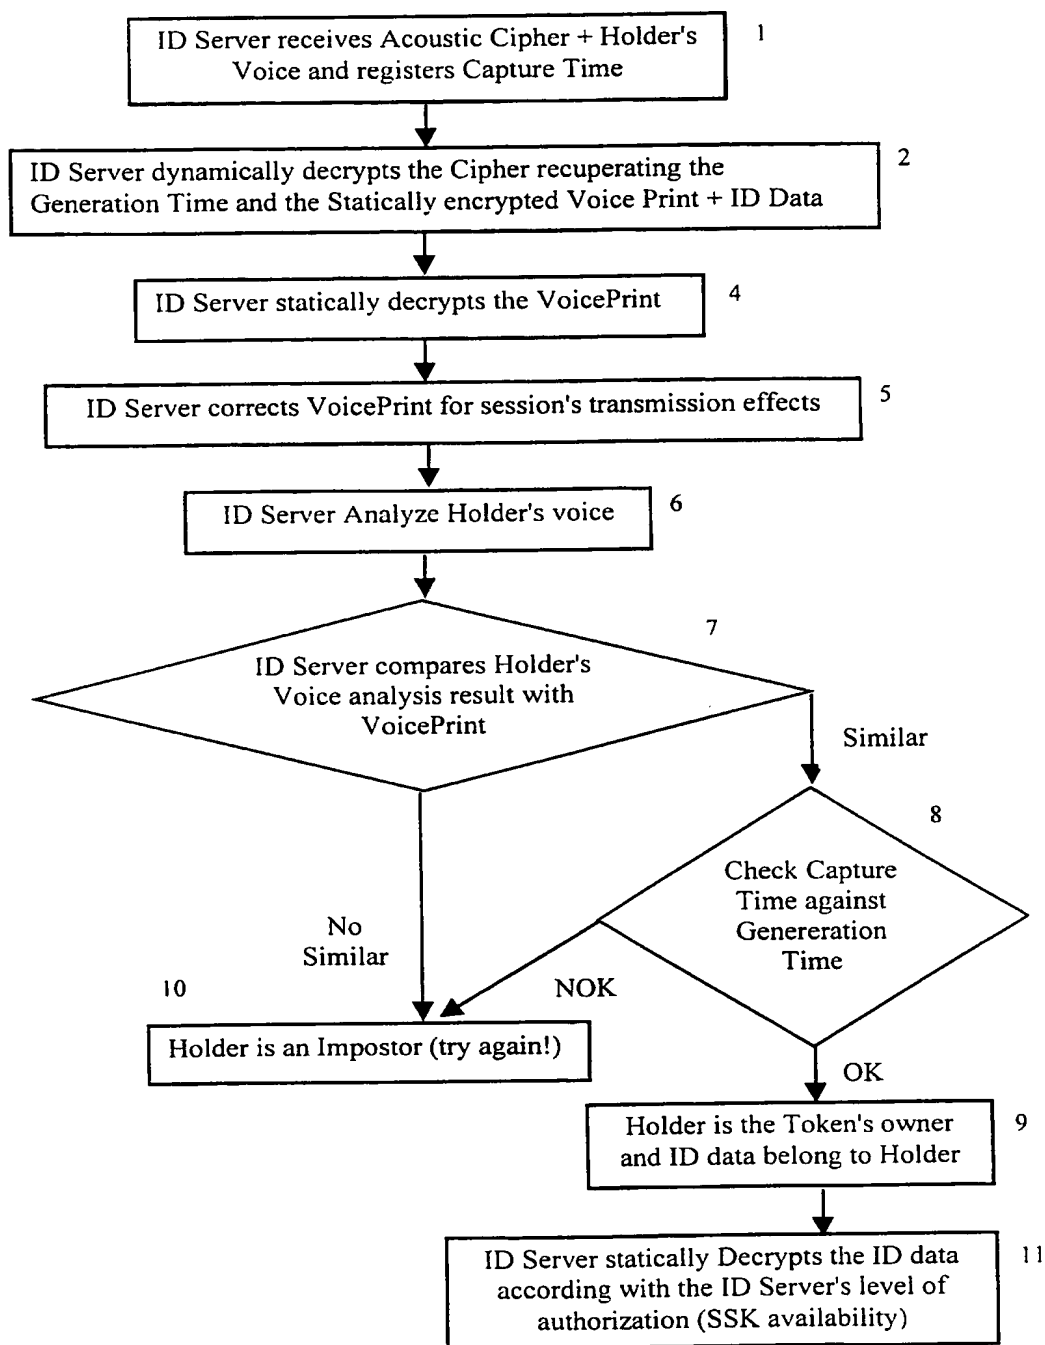 ID Server receives Acoustic Cipher + Holder's
Voice and registers Capture Time
1
ID Server dynamically decrypts the Cipher recuperating the
Generation Time and the Statically encrypted Voice Print + ID Data
2
ID Server statically decrypts the VoicePrint
4
ID Server corrects VoicePrint for session's transmission effects
5
ID Server Analyze Holder's voice
6
7
ID Server compares Holder's
Voice analysis result with
VoicePrint
Similar
8
Check Capture
Time against
Genereration
Time
No
Similar
NOK
10
Holder is an Impostor (try again!)
OK
Holder is the Token's owner
and ID data belong to Holder
9
ID Server statically Decrypts the ID data
according with the ID Server's level of
authorization (SSK availability)
11